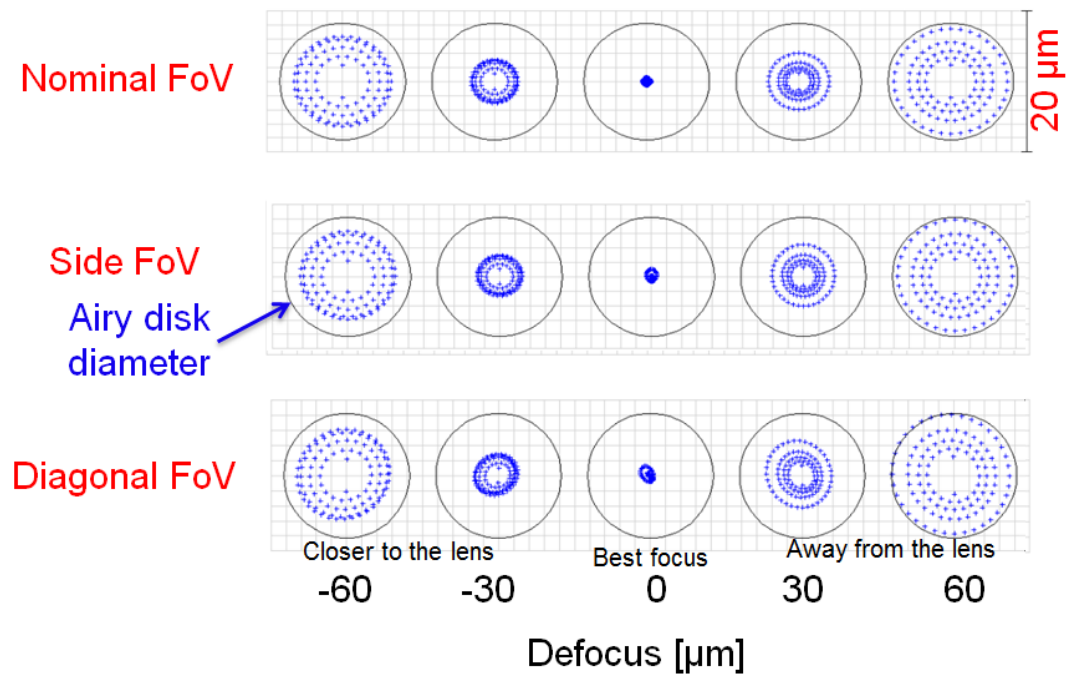 Nominal FoV
20 µm
Side FoV
Airy disk
diameter
Diagonal FoV
Closer to the lens
Best focus
Away from the lens
-60
-30
0
30
60
Defocus [µm]